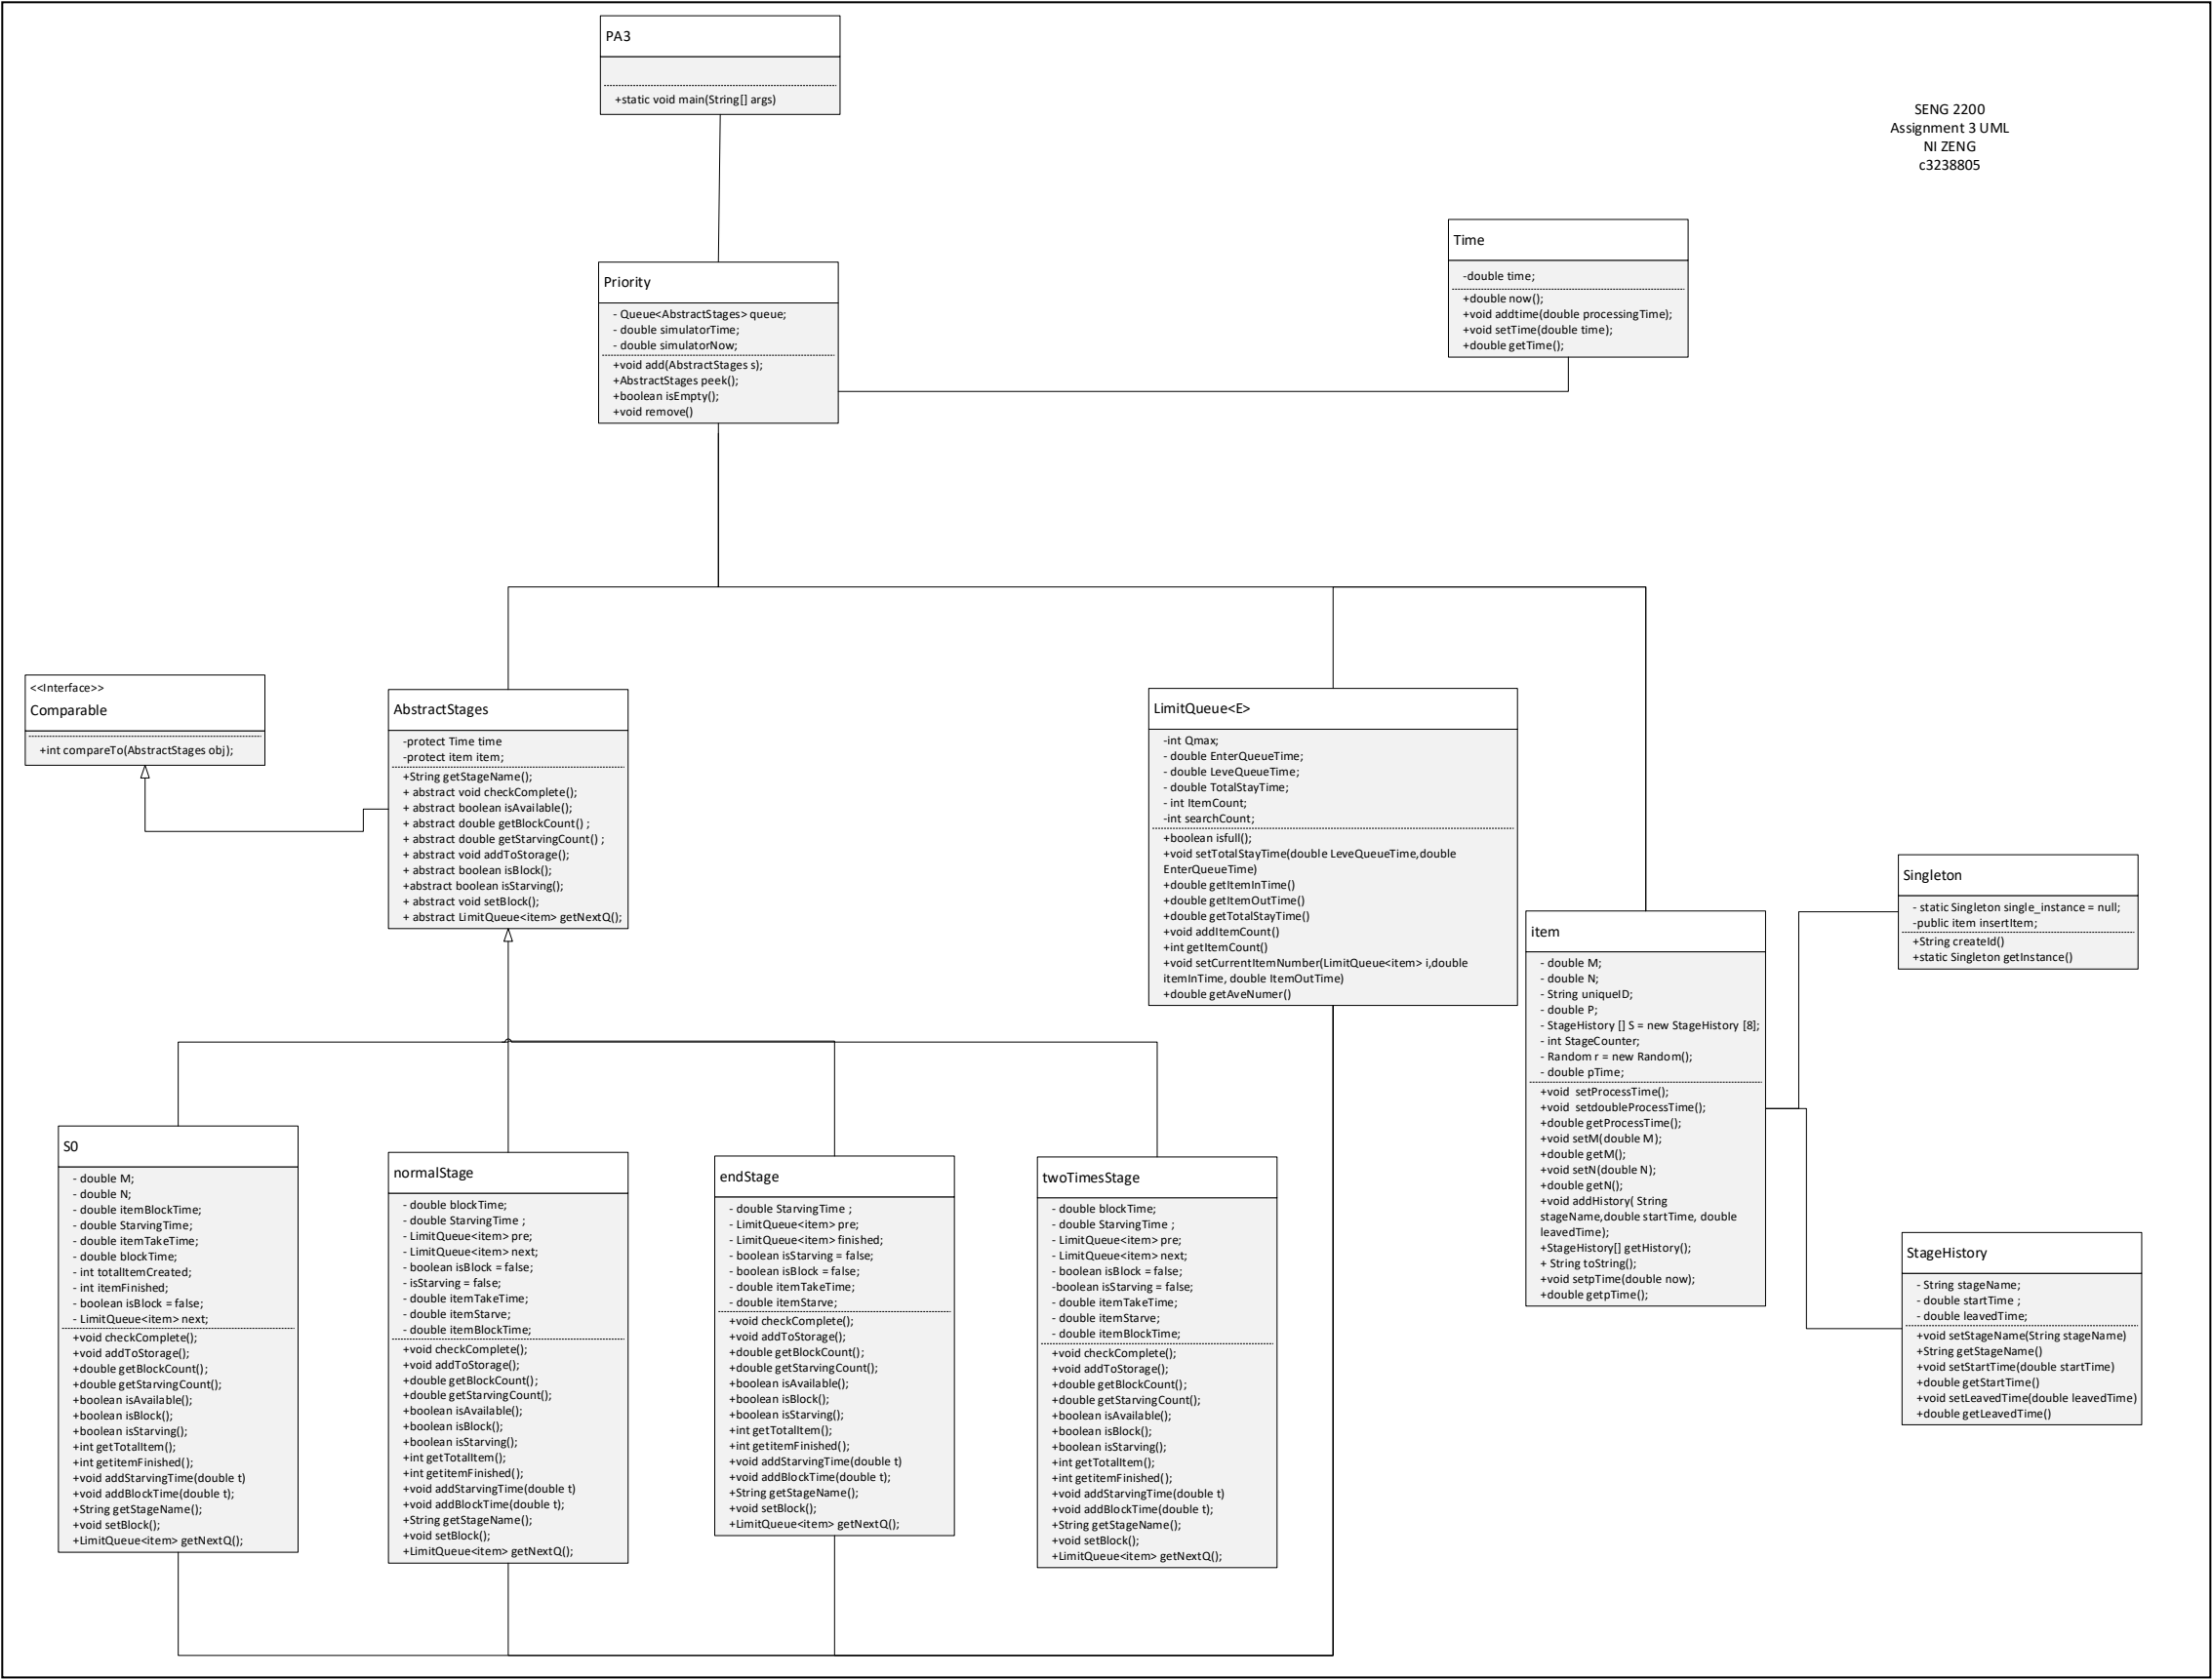 PA3
+static void main(String[] args)
SENG 2200
Assignment 3 UML
NI ZENG
c3238805
Time
-double time;
+double now();
+void addtime(double processingTime);
+void setTime(double time);
+double getTime();
Priority
- Queue<AbstractStages> queue;
- double simulatorTime;
- double simulatorNow;
+void add(AbstractStages s);
+AbstractStages peek();
+boolean isEmpty();
+void remove()
<<Interface>>
Comparable
+int compareTo(AbstractStages obj);
AbstractStages
-protect Time time
-protect item item;
+String getStageName();
+ abstract void checkComplete();
+ abstract boolean isAvailable();
+ abstract double getBlockCount() ;
+ abstract double getStarvingCount() ;
+ abstract void addToStorage();
+ abstract boolean isBlock();
+abstract boolean isStarving();
+ abstract void setBlock();
+ abstract LimitQueue<item> getNextQ();
LimitQueue<E>
-int Qmax;
- double EnterQueueTime;
- double LeveQueueTime;
- double TotalStayTime;
- int ItemCount;
-int searchCount;
+boolean isfull();
+void setTotalStayTime(double LeveQueueTime,double
EnterQueueTime)
+double getItemInTime()
+double getItemOutTime()
+double getTotalStayTime()
+void addItemCount()
+int getItemCount()
+void setCurrentItemNumber(LimitQueue<item> i,double
itemInTime, double ItemOutTime)
+double getAveNumer()
Singleton
- static Singleton single_instance = null;
-public item insertItem;
+String createId()
+static Singleton getInstance()
item
- double M;
- double N;
- String uniqueID;
- double P;
- StageHistory [] S = new StageHistory [8];
- int StageCounter;
- Random r = new Random();
- double pTime;
+void  setProcessTime();
+void  setdoubleProcessTime();
+double getProcessTime();
+void setM(double M);
+double getM();
+void setN(double N);
+double getN();
+void addHistory( String
stageName,double startTime, double
leavedTime);
+StageHistory[] getHistory();
+ String toString();
+void setpTime(double now);
+double getpTime();
S0
- double M;
- double N;
- double itemBlockTime;
- double StarvingTime;
- double itemTakeTime;
- double blockTime;
- int totalItemCreated;
- int itemFinished;
- boolean isBlock = false;
- LimitQueue<item> next;
+void checkComplete();
+void addToStorage();
+double getBlockCount();
+double getStarvingCount();
+boolean isAvailable();
+boolean isBlock();
+boolean isStarving();
+int getTotalItem();
+int getitemFinished();
+void addStarvingTime(double t)
+void addBlockTime(double t);
+String getStageName();
+void setBlock();
+LimitQueue<item> getNextQ();
normalStage
- double blockTime;
- double StarvingTime ;
- LimitQueue<item> pre;
- LimitQueue<item> next;
- boolean isBlock = false;
- isStarving = false;
- double itemTakeTime;
- double itemStarve;
- double itemBlockTime;
+void checkComplete();
+void addToStorage();
+double getBlockCount();
+double getStarvingCount();
+boolean isAvailable();
+boolean isBlock();
+boolean isStarving();
+int getTotalItem();
+int getitemFinished();
+void addStarvingTime(double t)
+void addBlockTime(double t);
+String getStageName();
+void setBlock();
+LimitQueue<item> getNextQ();
endStage
- double StarvingTime ;
- LimitQueue<item> pre;
- LimitQueue<item> finished;
- boolean isStarving = false;
- boolean isBlock = false;
- double itemTakeTime;
- double itemStarve;
+void checkComplete();
+void addToStorage();
+double getBlockCount();
+double getStarvingCount();
+boolean isAvailable();
+boolean isBlock();
+boolean isStarving();
+int getTotalItem();
+int getitemFinished();
+void addStarvingTime(double t)
+void addBlockTime(double t);
+String getStageName();
+void setBlock();
+LimitQueue<item> getNextQ();
twoTimesStage
- double blockTime;
- double StarvingTime ;
- LimitQueue<item> pre;
- LimitQueue<item> next;
- boolean isBlock = false;
-boolean isStarving = false;
- double itemTakeTime;
- double itemStarve;
- double itemBlockTime;
+void checkComplete();
+void addToStorage();
+double getBlockCount();
+double getStarvingCount();
+boolean isAvailable();
+boolean isBlock();
+boolean isStarving();
+int getTotalItem();
+int getitemFinished();
+void addStarvingTime(double t)
+void addBlockTime(double t);
+String getStageName();
+void setBlock();
+LimitQueue<item> getNextQ();
StageHistory
- String stageName;
- double startTime ;
- double leavedTime;
+void setStageName(String stageName)
+String getStageName()
+void setStartTime(double startTime)
+double getStartTime()
+void setLeavedTime(double leavedTime)
+double getLeavedTime()